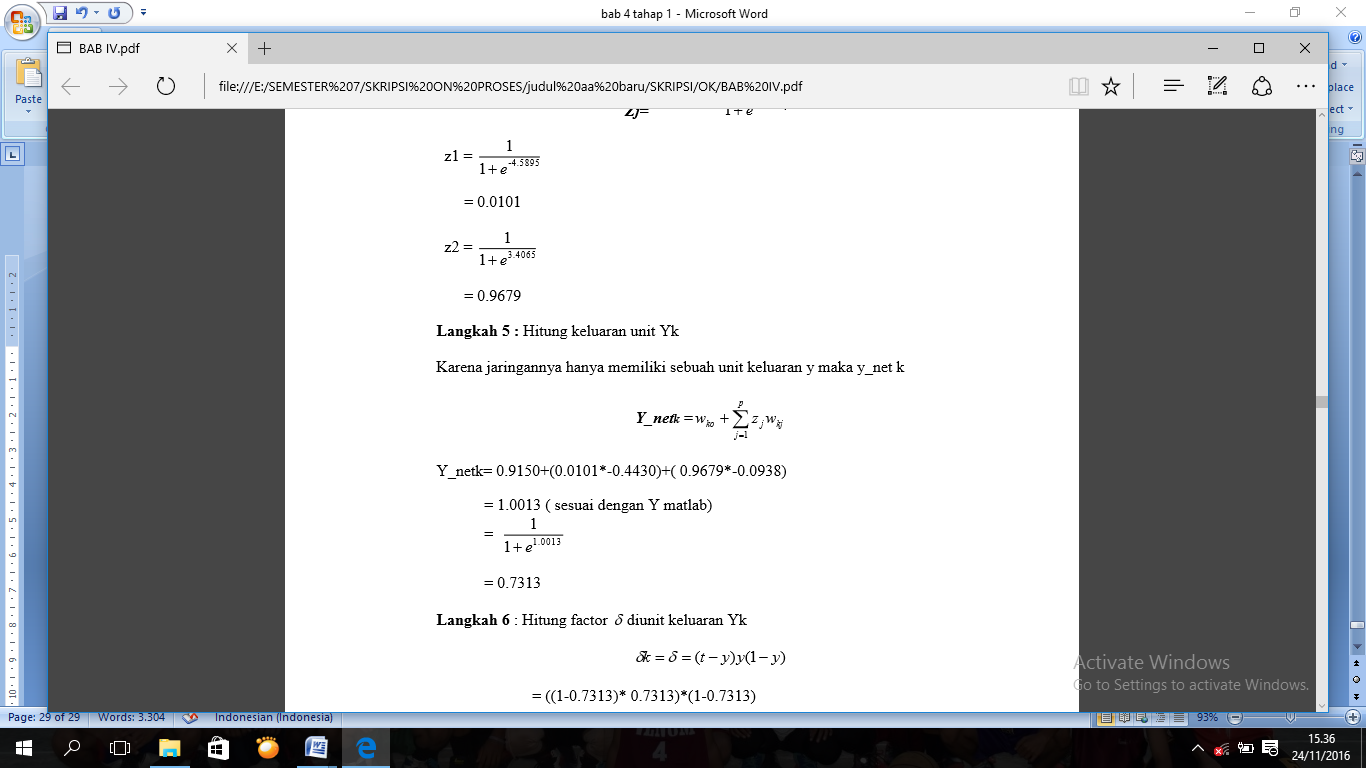 bab 4 tahap 1 - Microsoft Word
BAB IV.pdf
file:///E:/SEMESTER%207/SKRIPSI%20ON%20PROSES/judul%20aa%20baru/SKRIPSI/OK/BAB%20IV.pdf
Paste
d
place
ect
ng
L
Zj= 1+e
z1 = 1 / 1+e^-4.5895
= 0.0101
z2 = 1 / 1+e^3.4065
= 0.9679
Langkah 5 : Hitung keluaran unit Yk
Karena jaringannya hanya memiliki sebuah unit keluaran y maka y_net k
Y_netk = w_ko + ∑_{j=1}^{p} z_j w_kj
Y_netk= 0.9150+(0.0101*-0.4430)+( 0.9679*-0.0938)
= 1.0013 ( sesuai dengan Y matlab)
= 1 / 1+e^1.0013
= 0.7313
Langkah 6 : Hitung factor δ diunit keluaran Yk
δk = δ = (t − y)y(1− y)
= ((1-0.7313)* 0.7313)*(1-0.7313)
Activate Windows
Go to Settings to activate Windows.
Page: 29 of 29 Words: 3.304 Indonesian (Indonesia) 93%
15.36
24/11/2016